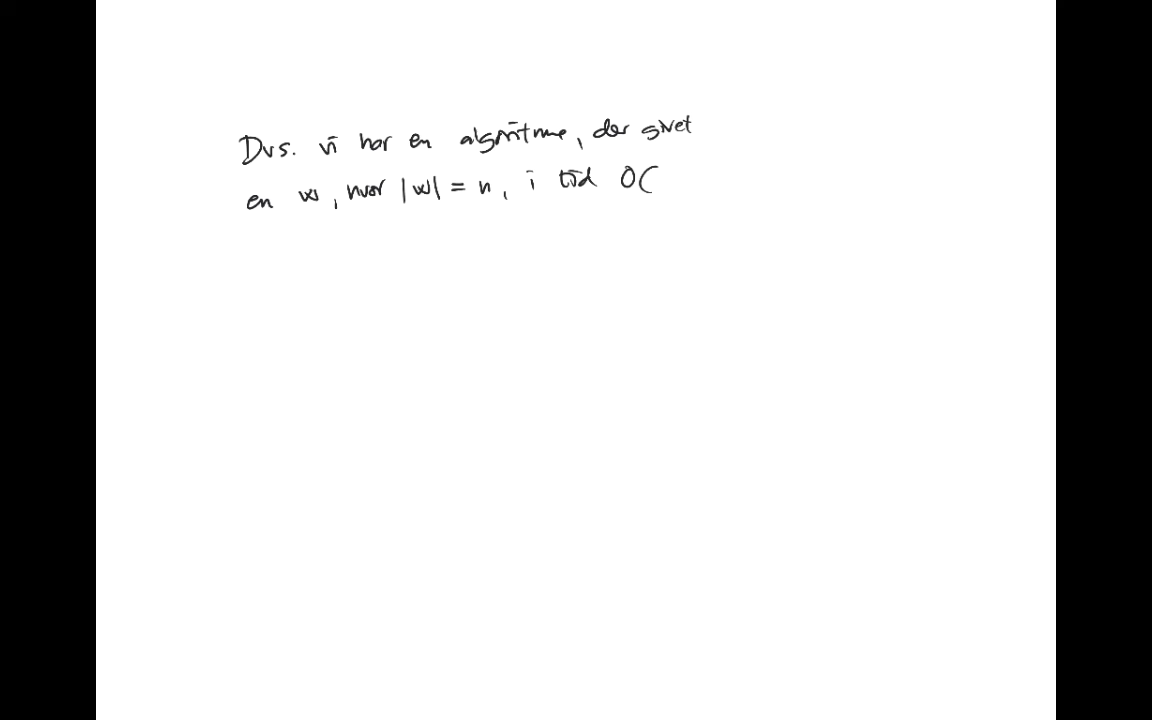 Dvs. vi har en algoritme, der givet
en w, hvor |w| = n, i tid O(